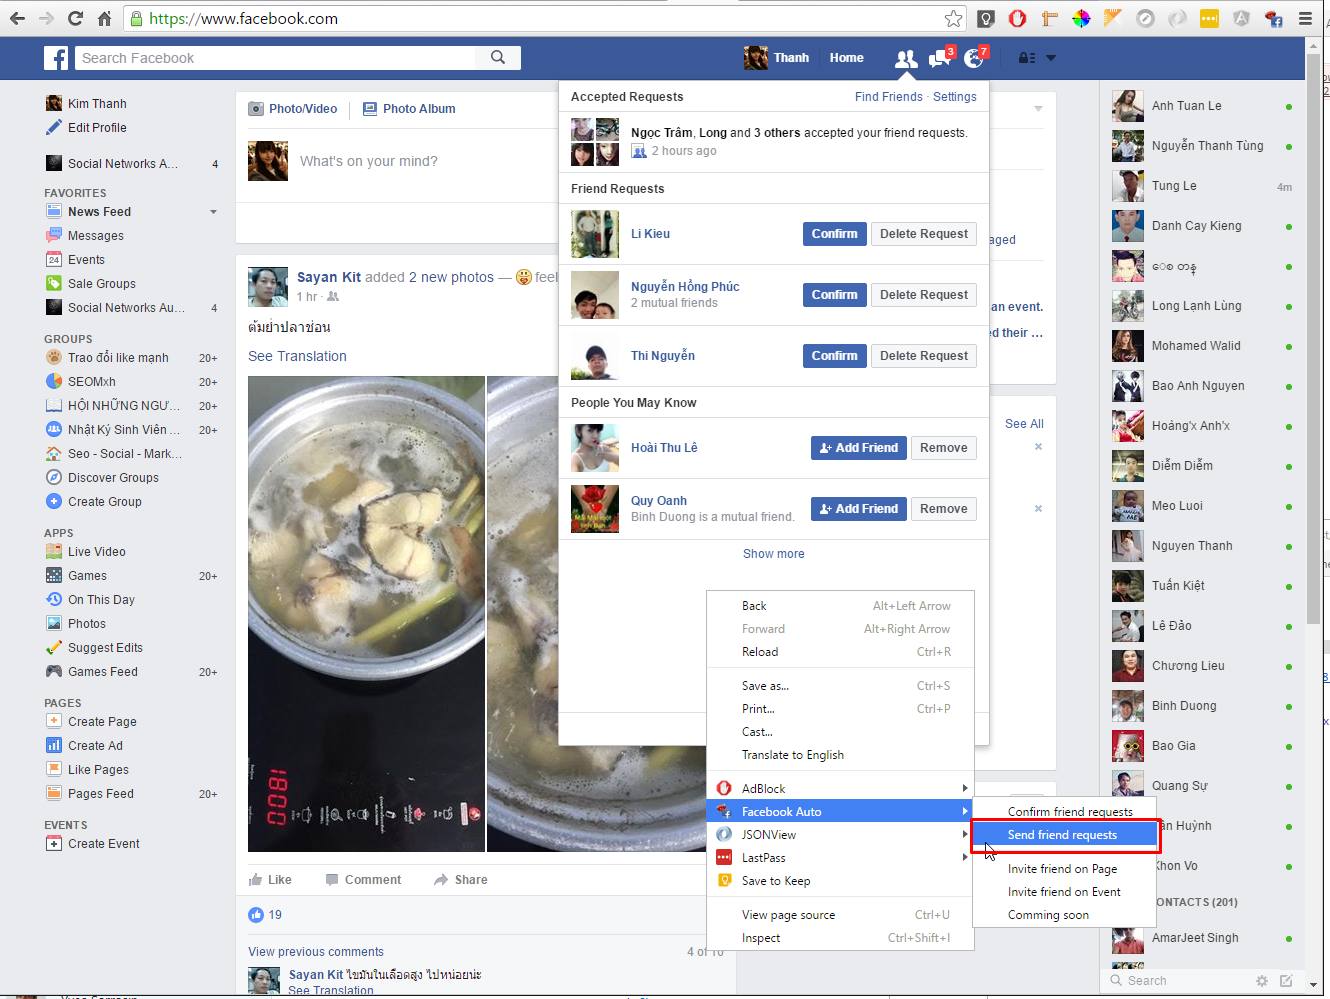 https://www.facebook.com
Search Facebook
Thanh
Home
3
7
Kim Thanh
Edit Profile
Social Networks A... 4
FAVORITES
News Feed
Messages
24 Events
Sale Groups
Social Networks Au... 4
GROUPS
Trao đổi like mạnh 20+
SEOMxh 20+
HỘI NHỮNG NGƯ... 20+
Nhật Ký Sinh Viên ... 20+
Seo - Social - Mark...
Discover Groups
Create Group
APPS
Live Video
Games 20+
On This Day
Photos
Suggest Edits
Games Feed 20+
PAGES
Create Page
Create Ad
Like Pages
Pages Feed 20+
EVENTS
Create Event
Photo/Video
Photo Album
What's on your mind?
Sayan Kit added 2 new photos — feel
1 hr ·
ต้มยำปลาช่อน
See Translation
1800
Like
Comment
Share
19
View previous comments
4 of 10
Sayan Kit ไขมันในเลือดสูง ไปหน่อยน่ะ
See Translation
Accepted Requests
Find Friends · Settings
Ngọc Trâm, Long and 3 others accepted your friend requests.
2 hours ago
Friend Requests
Li Kieu
Confirm
Delete Request
Nguyễn Hồng Phúc
2 mutual friends
Confirm
Delete Request
Thi Nguyễn
Confirm
Delete Request
People You May Know
Hoài Thu Lê
Add Friend
Remove
Quy Oanh
Binh Duong is a mutual friend.
Add Friend
Remove
Show more
aged
an event.
d their ...
See All
Back Alt+Left Arrow
Forward Alt+Right Arrow
Reload Ctrl+R
Save as... Ctrl+S
Print... Ctrl+P
Cast...
Translate to English
AdBlock
Facebook Auto
JSONView
LastPass
Save to Keep
View page source Ctrl+U
Inspect Ctrl+Shift+I
Confirm friend requests
Send friend requests
Invite friend on Page
Invite friend on Event
Comming soon
Anh Tuan Le
Nguyễn Thanh Tùng
Tung Le 4m
Danh Cay Kieng
ေစ တန္
Long Lạnh Lùng
Mohamed Walid
Bao Anh Nguyen
Hoàng'x Anh'x
Diễm Diễm
Meo Luoi
Nguyen Thanh
Tuấn Kiệt
Lê Đảo
Chương Lieu
Binh Duong
Bao Gia
Quang Sự
Huỳnh
Khon Vo
ONTACTS (201)
AmarJeet Singh
Search